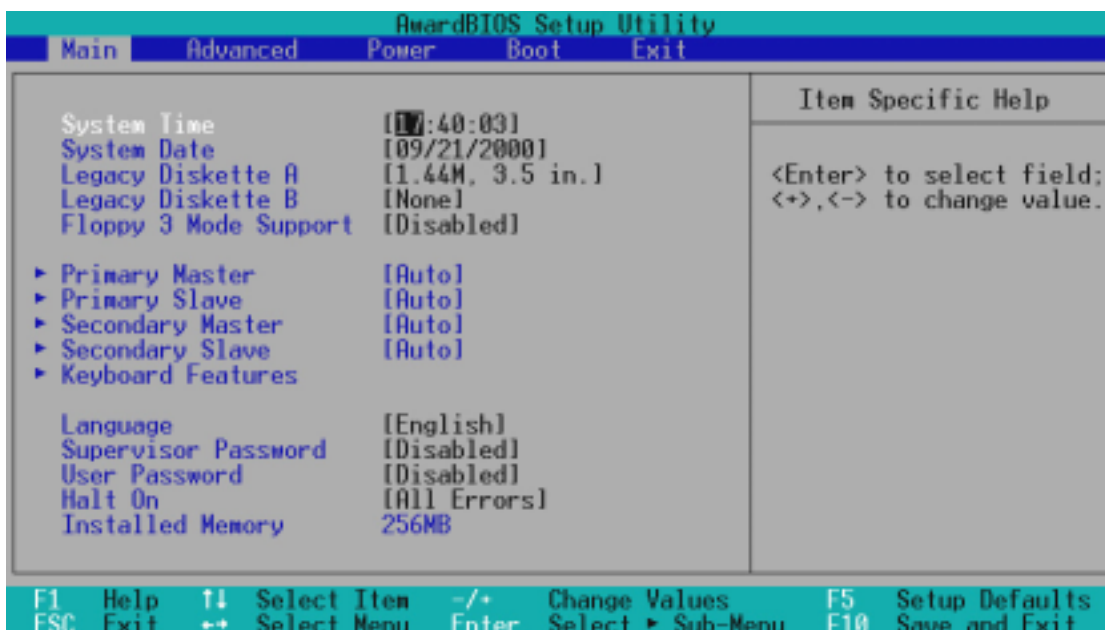 AwardBIOS Setup Utility
Main Advanced Power Boot Exit
System Time [17:40:03]
System Date [09/21/2000]
Legacy Diskette A [1.44M, 3.5 in.]
Legacy Diskette B [None]
Floppy 3 Mode Support [Disabled]
► Primary Master [Auto]
► Primary Slave [Auto]
► Secondary Master [Auto]
► Secondary Slave [Auto]
► Keyboard Features
Language [English]
Supervisor Password [Disabled]
User Password [Disabled]
Halt On [All Errors]
Installed Memory 256MB
Item Specific Help
<Enter> to select field;
<+>,<-> to change value.
F1 Help ↑↓ Select Item -/+ Change Values F5 Setup Defaults
ESC Exit ←→ Select Menu Enter Select ► Sub-Menu F10 Save and Exit